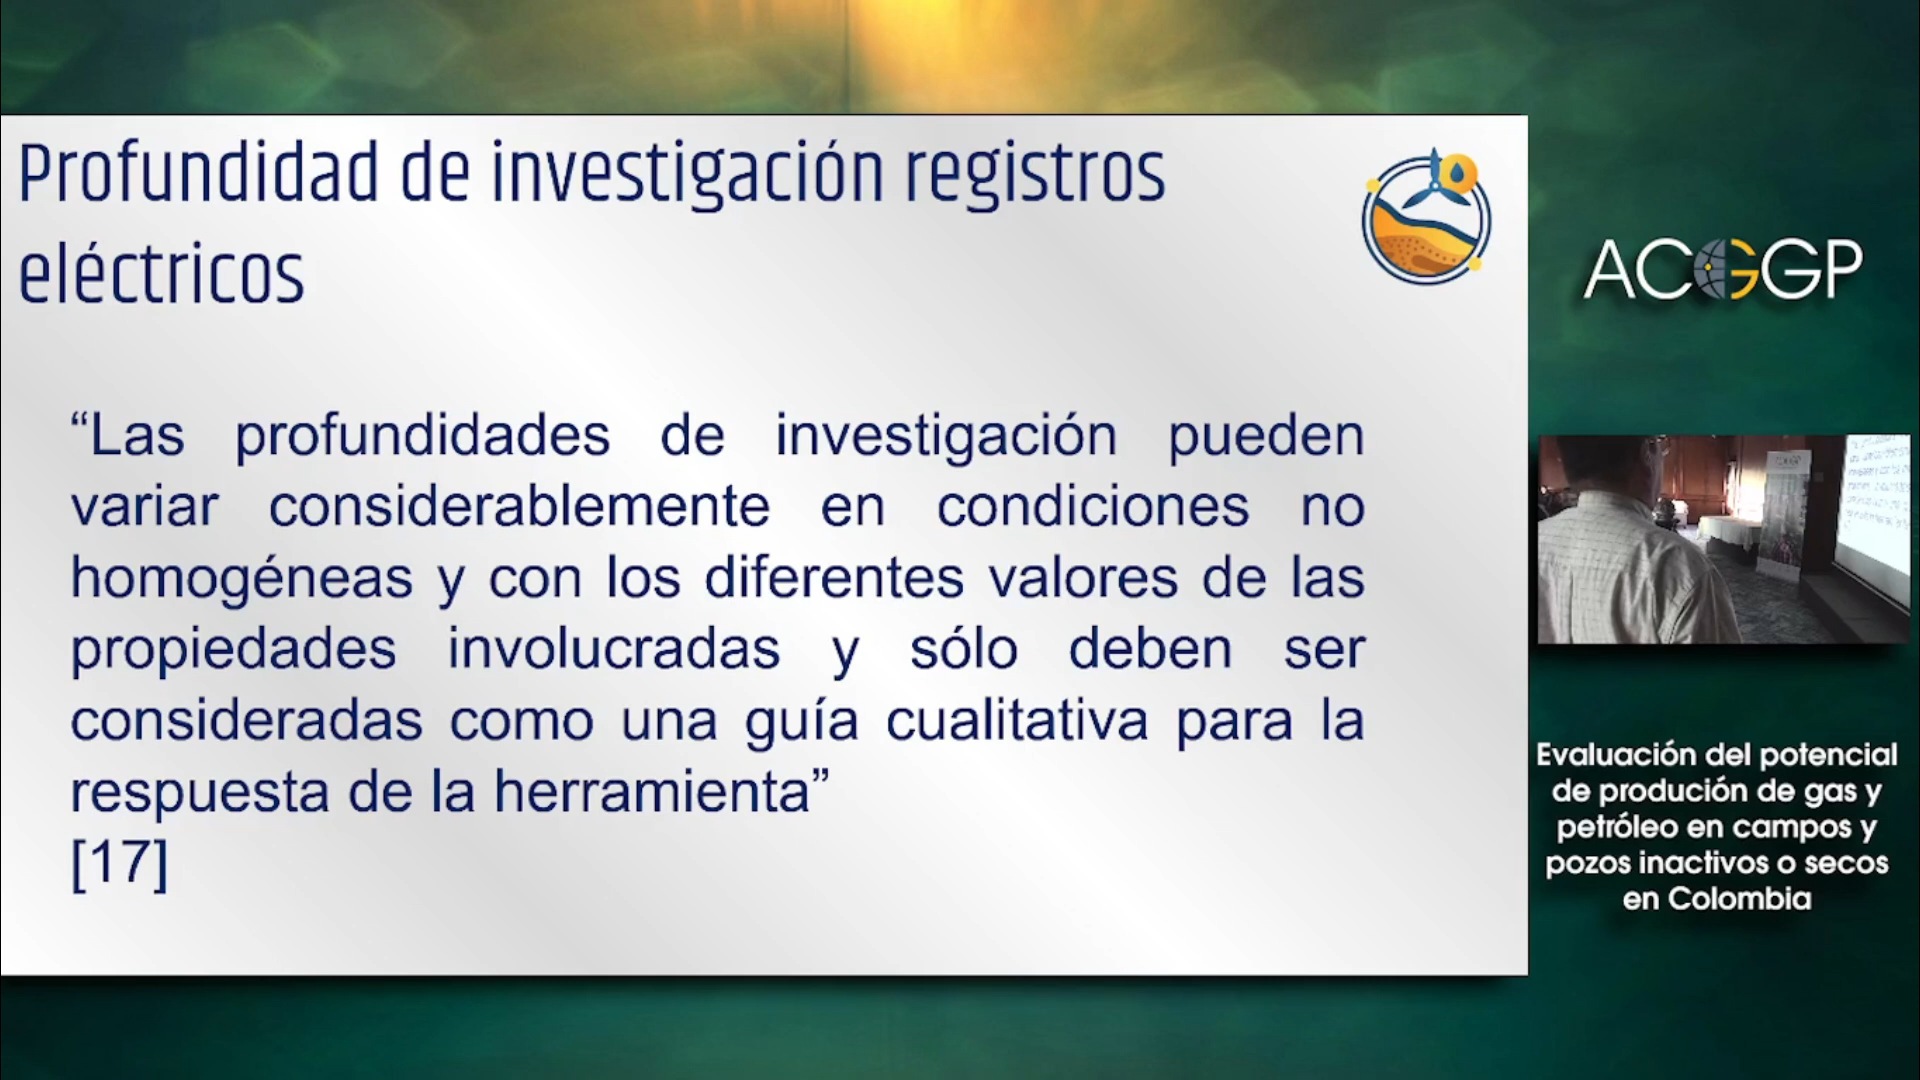 Profundidad de investigación registros
eléctricos
“Las profundidades de investigación pueden
variar considerablemente en condiciones no
homogéneas y con los diferentes valores de las
propiedades involucradas y sólo deben ser
consideradas como una guía cualitativa para la
respuesta de la herramienta”
[17]
ACGGP
Evaluación del potencial
de produción de gas y
petróleo en campos y
pozos inactivos o secos
en Colombia